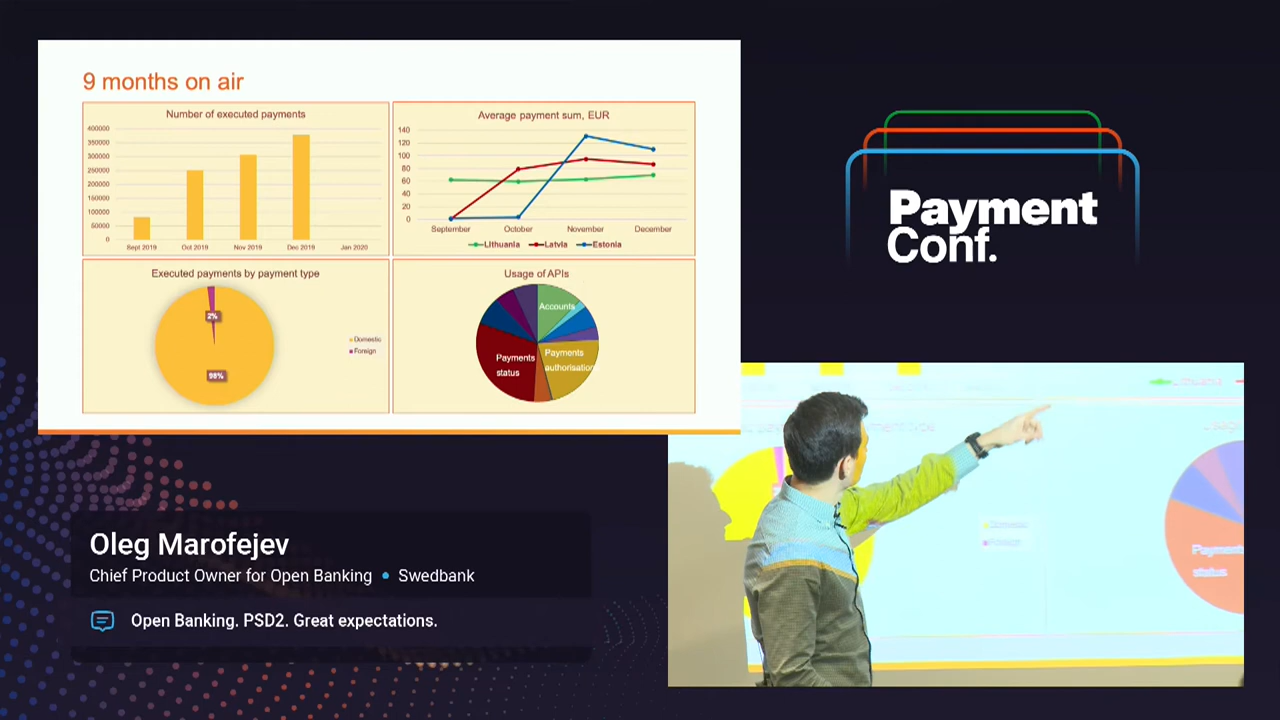 9 months on air
Number of executed payments
400000
350000
300000
250000
200000
150000
100000
50000
0
Sept 2019 Oct 2019 Nov 2019 Dec 2019 Jan 2020
Average payment sum, EUR
140
120
100
80
60
40
20
0
September October November December
Lithuania Latvia Estonia
Executed payments by payment type
2%
98%
Domestic
Foreign
Usage of APIs
Accounts
Payments
authorisation
Payments
status
Payment
Conf.
Payment
status
Oleg Marofejev
Chief Product Owner for Open Banking • Swedbank
Open Banking. PSD2. Great expectations.